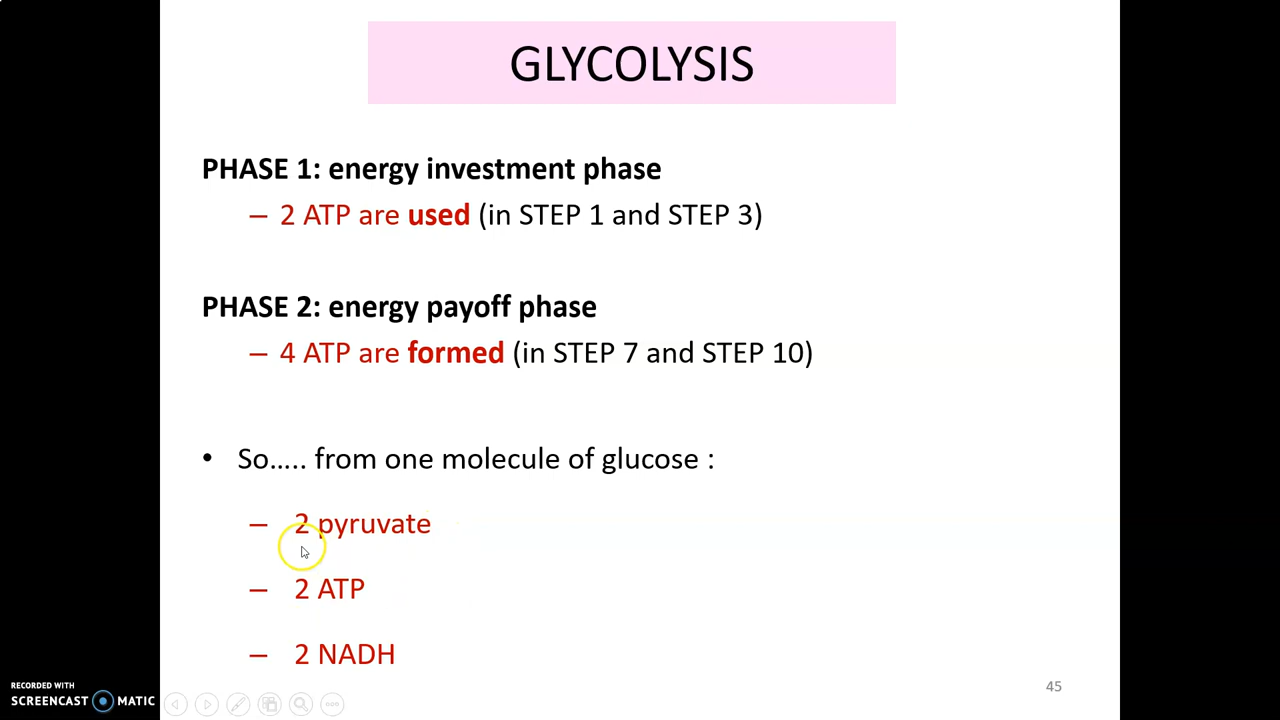 GLYCOLYSIS
PHASE 1: energy investment phase
– 2 ATP are used (in STEP 1 and STEP 3)
PHASE 2: energy payoff phase
– 4 ATP are formed (in STEP 7 and STEP 10)
• So….. from one molecule of glucose :
– 2 pyruvate
– 2 ATP
– 2 NADH
45
RECORDED WITH
SCREENCAST MATIC